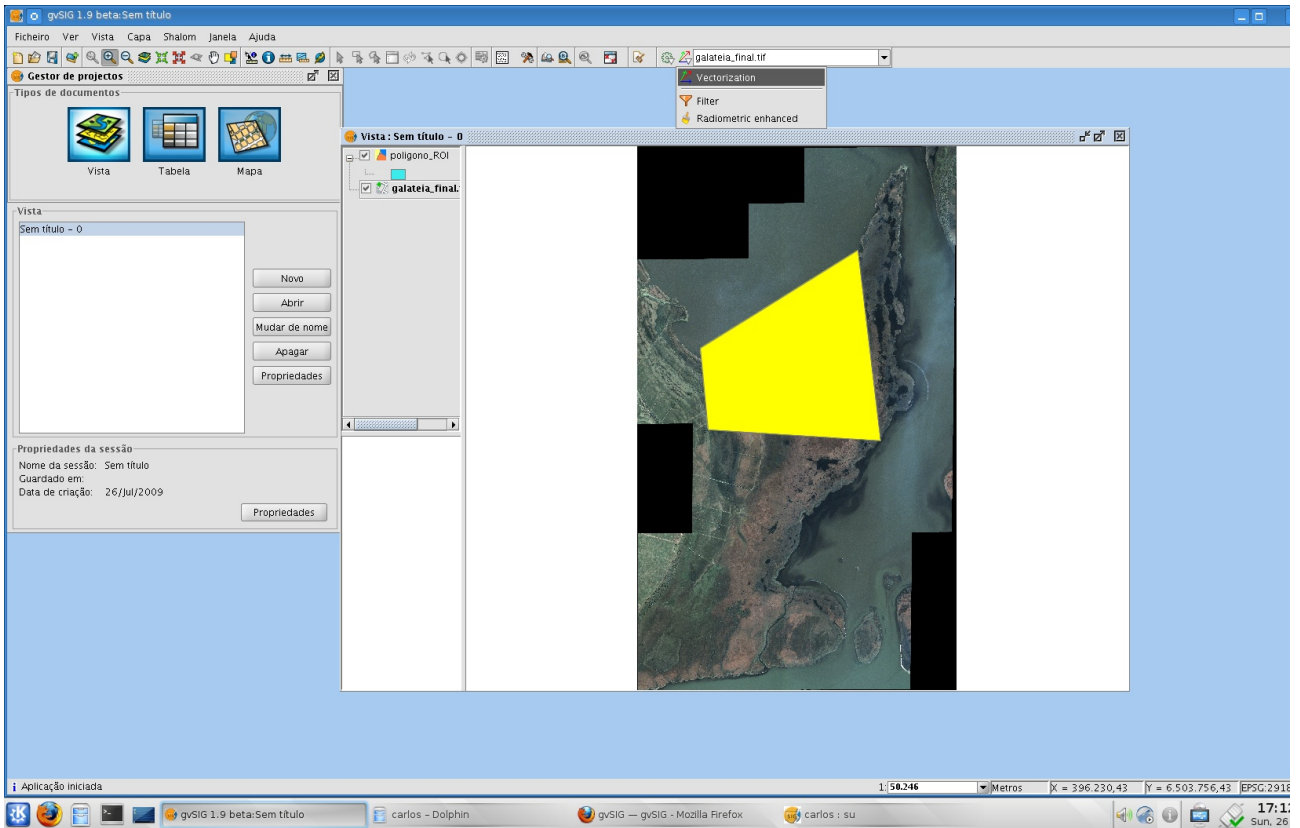 gvSIG 1.9 beta:Sem título
Ficheiro Ver Vista Capa Shalom Janela Ajuda
galateia_final.tif
Gestor de projectos
Vectorization
Filter
Radiometric enhanced
Tipos de documentos
Vista Tabela Mapa
Vista : Sem título - 0
poligono_ROI
galateia_final.
Vista
Sem título - 0
Novo
Abrir
Mudar de nome
Apagar
Propriedades
Propriedades da sessão
Nome da sessão: Sem título
Guardado em:
Data de criação: 26/Jul/2009
Propriedades
Aplicação iniciada
1: 50.246 Metros X = 396.230,43 Y = 6.503.756,43 EPSG:2918
gvSIG 1.9 beta:Sem título
carlos - Dolphin
gvSIG — gvSIG - Mozilla Firefox
carlos : su
Sun, 26